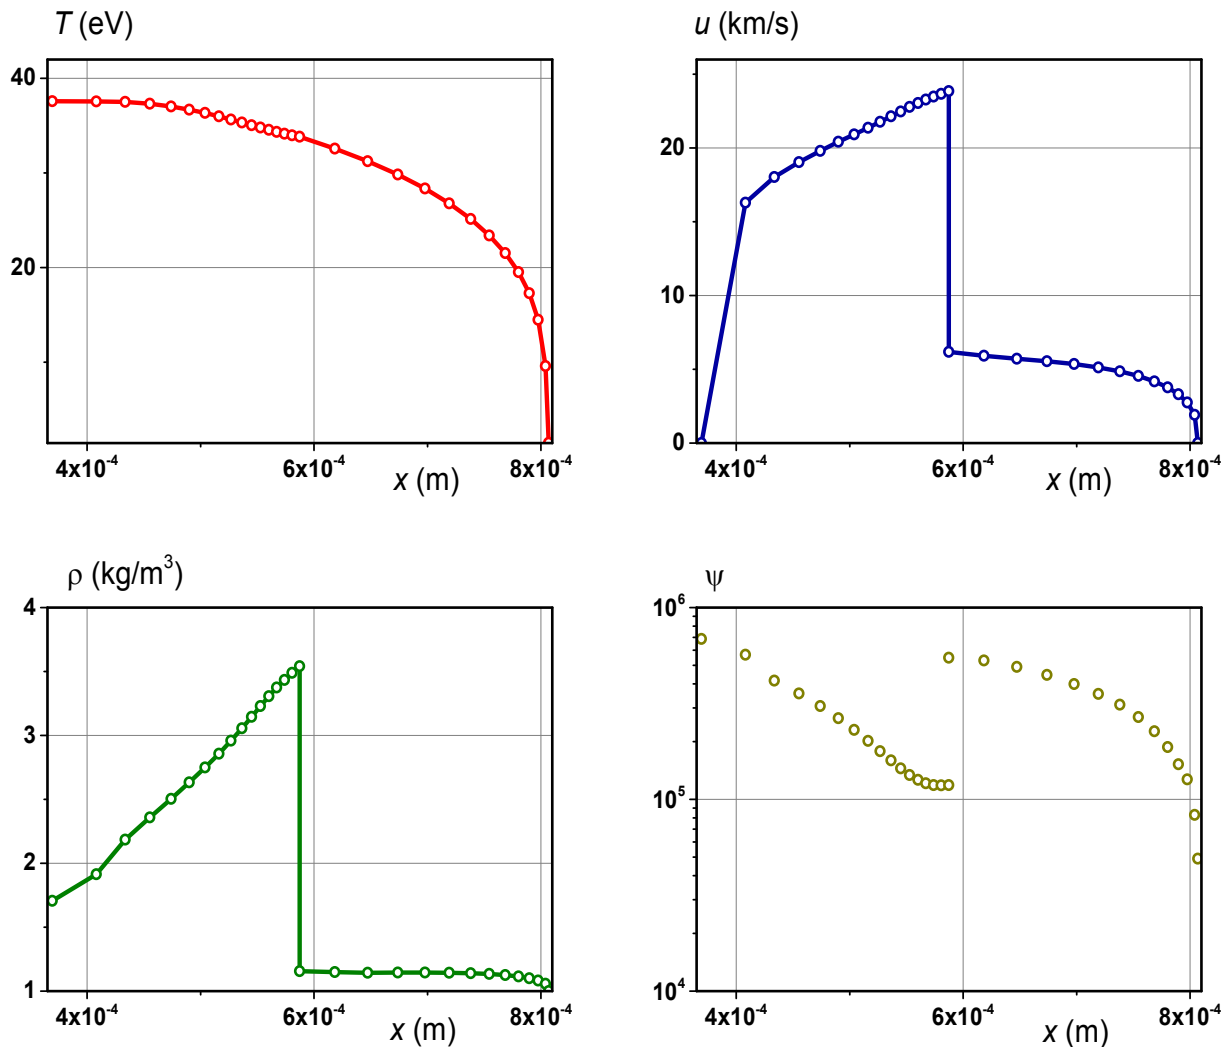 T (eV)
40
20
4x10⁻⁴
6x10⁻⁴
8x10⁻⁴
x (m)
u (km/s)
20
10
0
4x10⁻⁴
6x10⁻⁴
8x10⁻⁴
x (m)
ρ (kg/m³)
4
3
2
1
4x10⁻⁴
6x10⁻⁴
8x10⁻⁴
x (m)
ψ
10⁶
10⁵
10⁴
4x10⁻⁴
6x10⁻⁴
8x10⁻⁴
x (m)